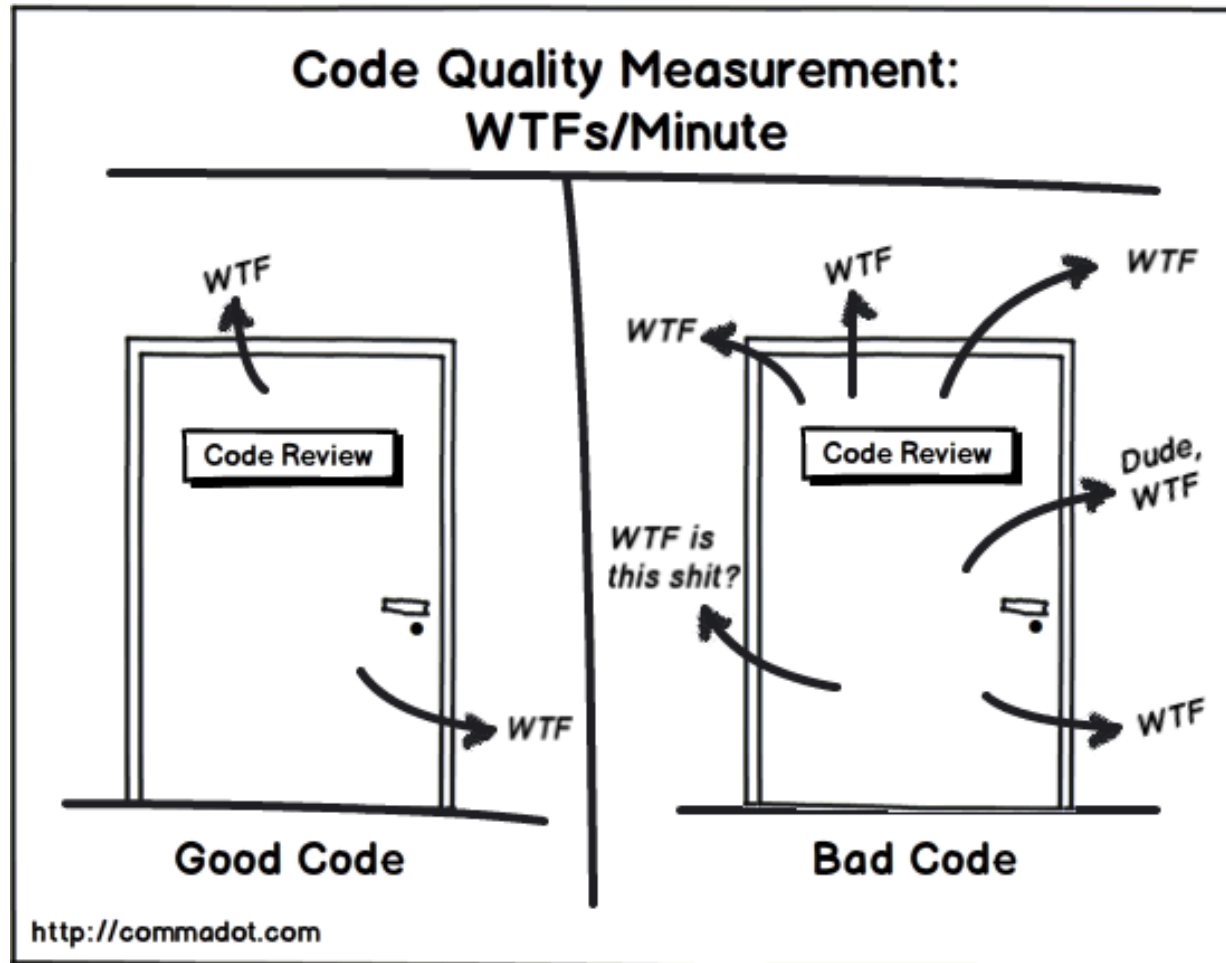 Code Quality Measurement:
WTFs/Minute
WTF
Code Review
WTF
Good Code
WTF
WTF
WTF
Code Review
Dude,
WTF
WTF is
this shit?
WTF
Bad Code
http://commadot.com